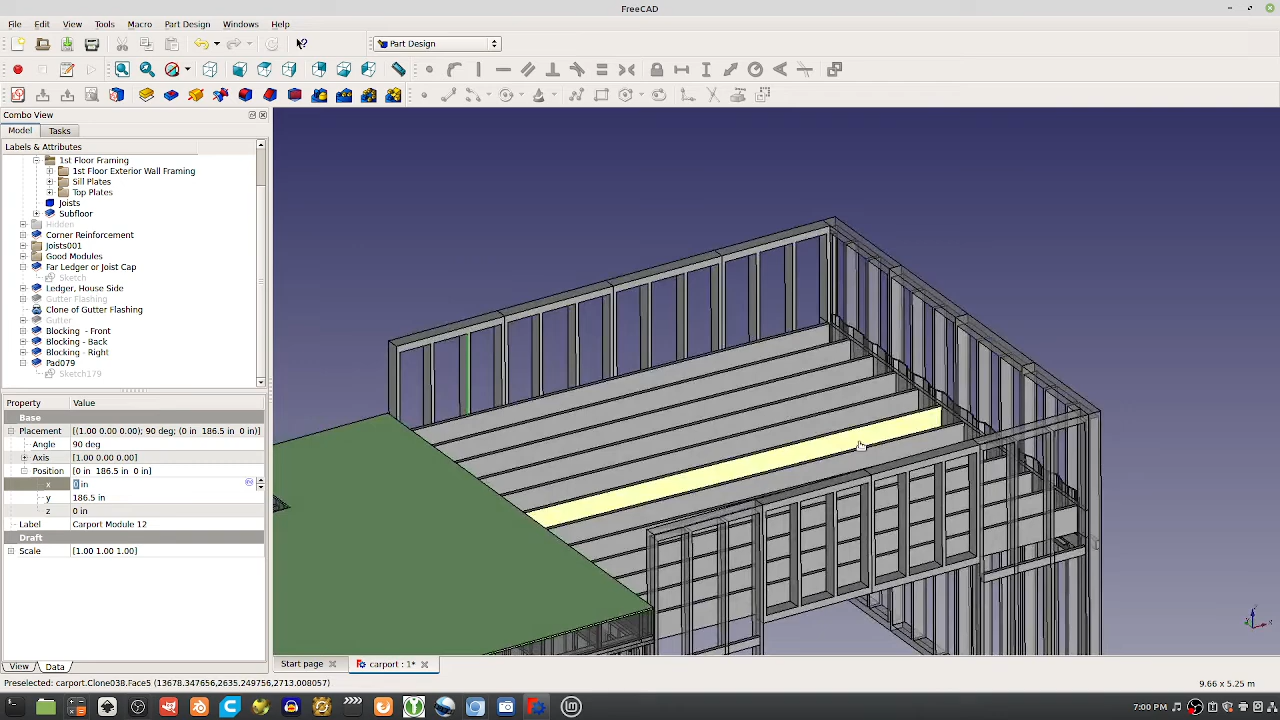 FreeCAD
File Edit View Tools Macro Part Design Windows Help
Part Design
Combo View
Model Tasks
Labels & Attributes
1st Floor Framing
1st Floor Exterior Wall Framing
Sill Plates
Top Plates
Joists
Subfloor
Hidden
Corner Reinforcement
Joists001
Good Modules
Far Ledger or Joist Cap
Sketch
Ledger, House Side
Gutter Flashing
Clone of Gutter Flashing
Gutter
Blocking - Front
Blocking - Back
Blocking - Right
Pad079
Sketch179
Property Value
Base
Placement [(1.00 0.00 0.00); 90 deg; (0 in 186.5 in 0 in)]
Angle 90 deg
Axis [1.00 0.00 0.00]
Position [0 in 186.5 in 0 in]
x 0 in
y 186.5 in
z 0 in
Label Carport Module 12
Draft
Scale [1.00 1.00 1.00]
View Data
Start page carport : 1*
Preselected: carport.Clone038.Face5 (13678.347656,2635.249756,2713.008057)
9.66 x 5.25 m
7:00 PM